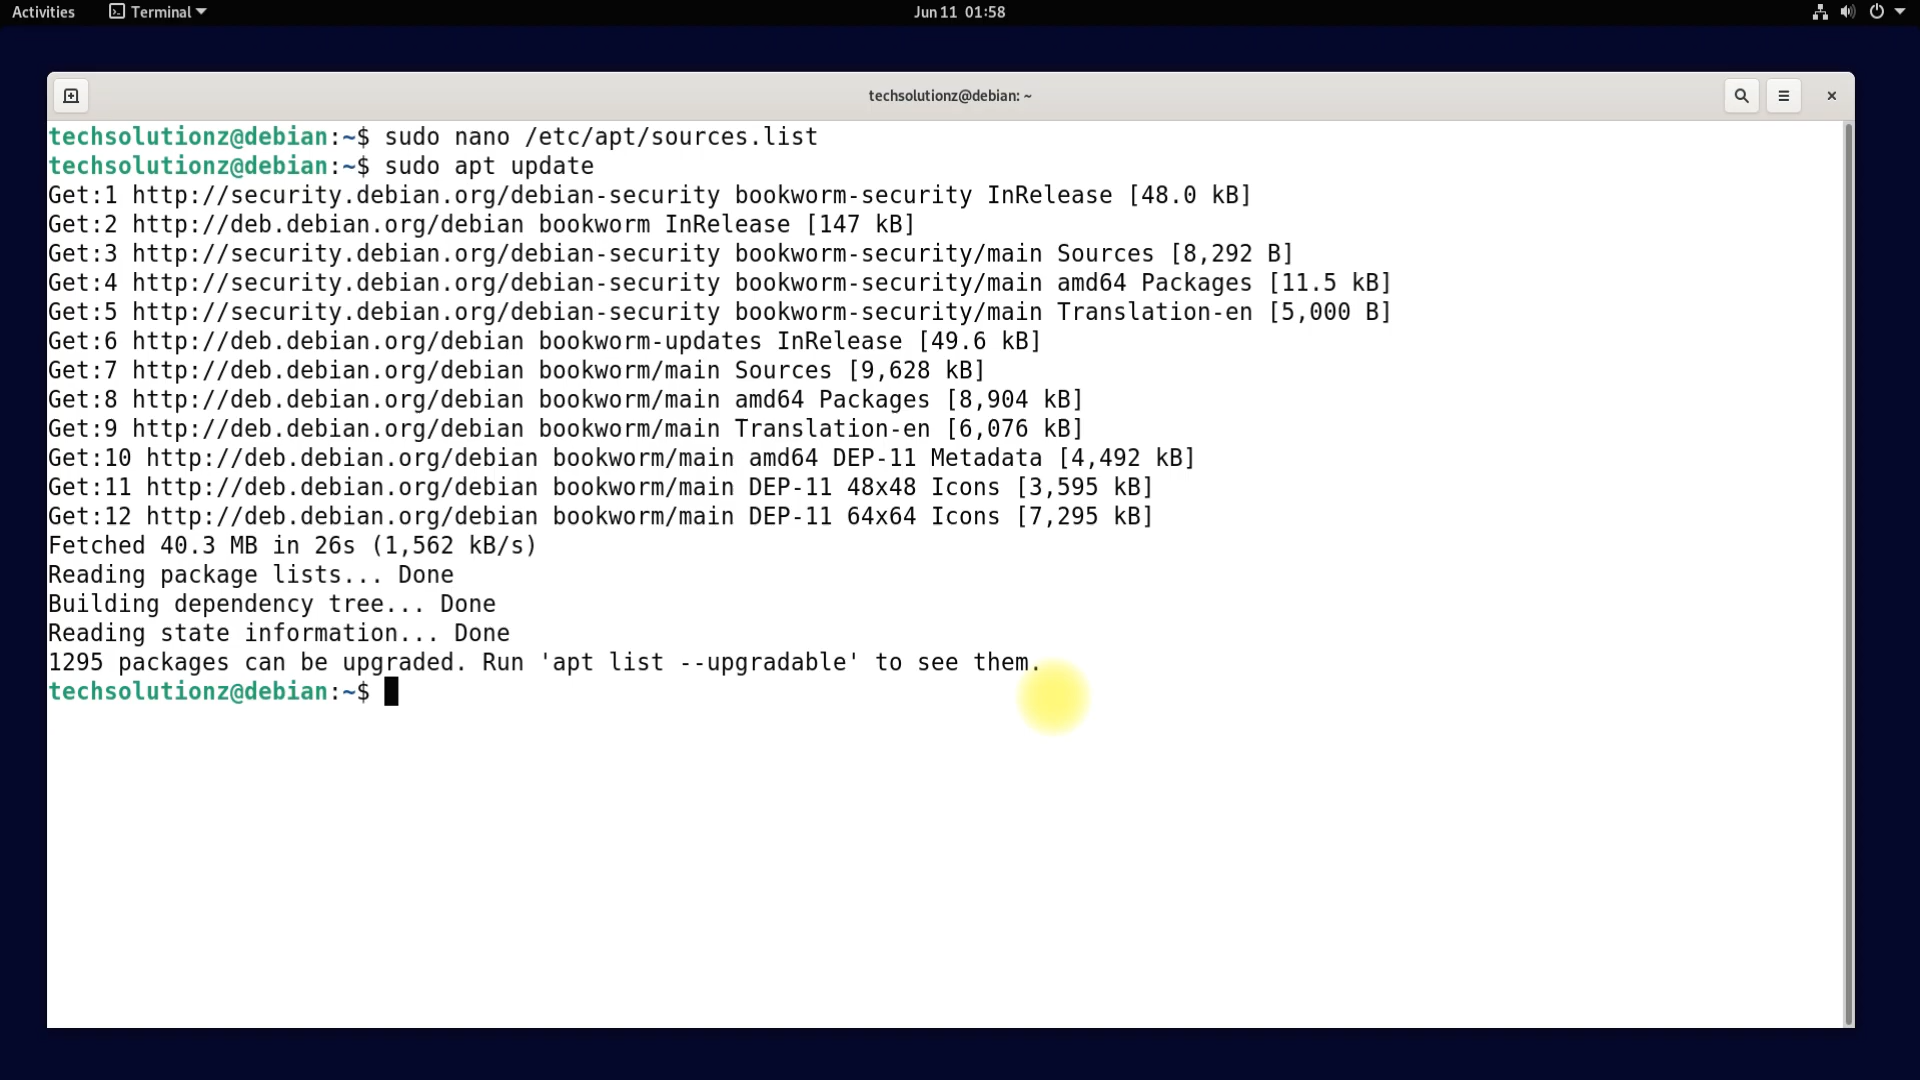 Activities
Terminal
Jun 11 01:58
techsolutionz@debian: ~
techsolutionz@debian:~$ sudo nano /etc/apt/sources.list
techsolutionz@debian:~$ sudo apt update
Get:1 http://security.debian.org/debian-security bookworm-security InRelease [48.0 kB]
Get:2 http://deb.debian.org/debian bookworm InRelease [147 kB]
Get:3 http://security.debian.org/debian-security bookworm-security/main Sources [8,292 B]
Get:4 http://security.debian.org/debian-security bookworm-security/main amd64 Packages [11.5 kB]
Get:5 http://security.debian.org/debian-security bookworm-security/main Translation-en [5,000 B]
Get:6 http://deb.debian.org/debian bookworm-updates InRelease [49.6 kB]
Get:7 http://deb.debian.org/debian bookworm/main Sources [9,628 kB]
Get:8 http://deb.debian.org/debian bookworm/main amd64 Packages [8,904 kB]
Get:9 http://deb.debian.org/debian bookworm/main Translation-en [6,076 kB]
Get:10 http://deb.debian.org/debian bookworm/main amd64 DEP-11 Metadata [4,492 kB]
Get:11 http://deb.debian.org/debian bookworm/main DEP-11 48x48 Icons [3,595 kB]
Get:12 http://deb.debian.org/debian bookworm/main DEP-11 64x64 Icons [7,295 kB]
Fetched 40.3 MB in 26s (1,562 kB/s)
Reading package lists... Done
Building dependency tree... Done
Reading state information... Done
1295 packages can be upgraded. Run 'apt list --upgradable' to see them.
techsolutionz@debian:~$